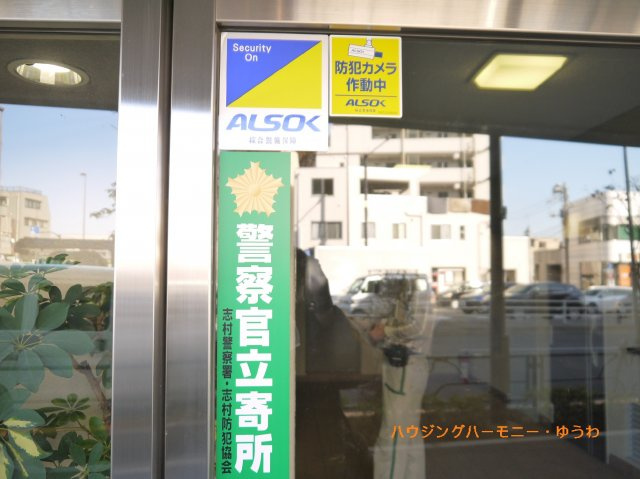 Security
On
ALSOK
綜合警備保障
防犯カメラ
作動中
ALSOK
警察官立寄所
志村警察署・志村防犯協会
ハウジングハーモニー・ゆうわ